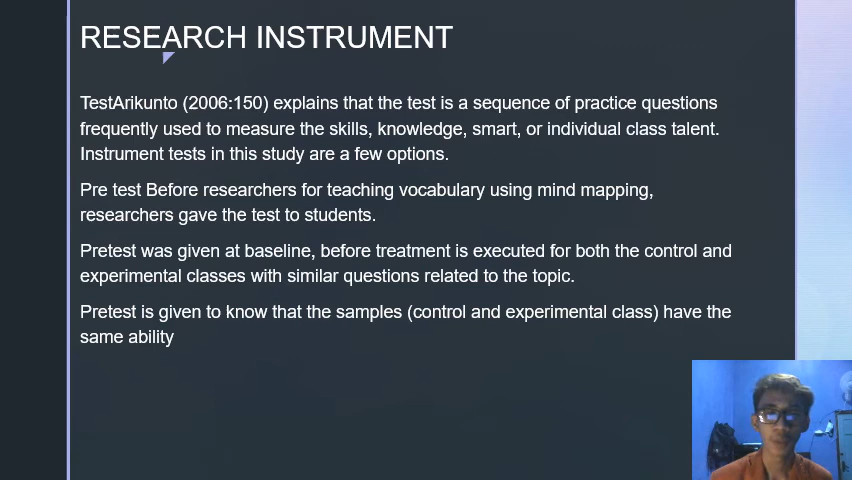 RESEARCH INSTRUMENT
TestArikunto (2006:150) explains that the test is a sequence of practice questions
frequently used to measure the skills, knowledge, smart, or individual class talent.
Instrument tests in this study are a few options.
Pre test Before researchers for teaching vocabulary using mind mapping,
researchers gave the test to students.
Pretest was given at baseline, before treatment is executed for both the control and
experimental classes with similar questions related to the topic.
Pretest is given to know that the samples (control and experimental class) have the
same ability